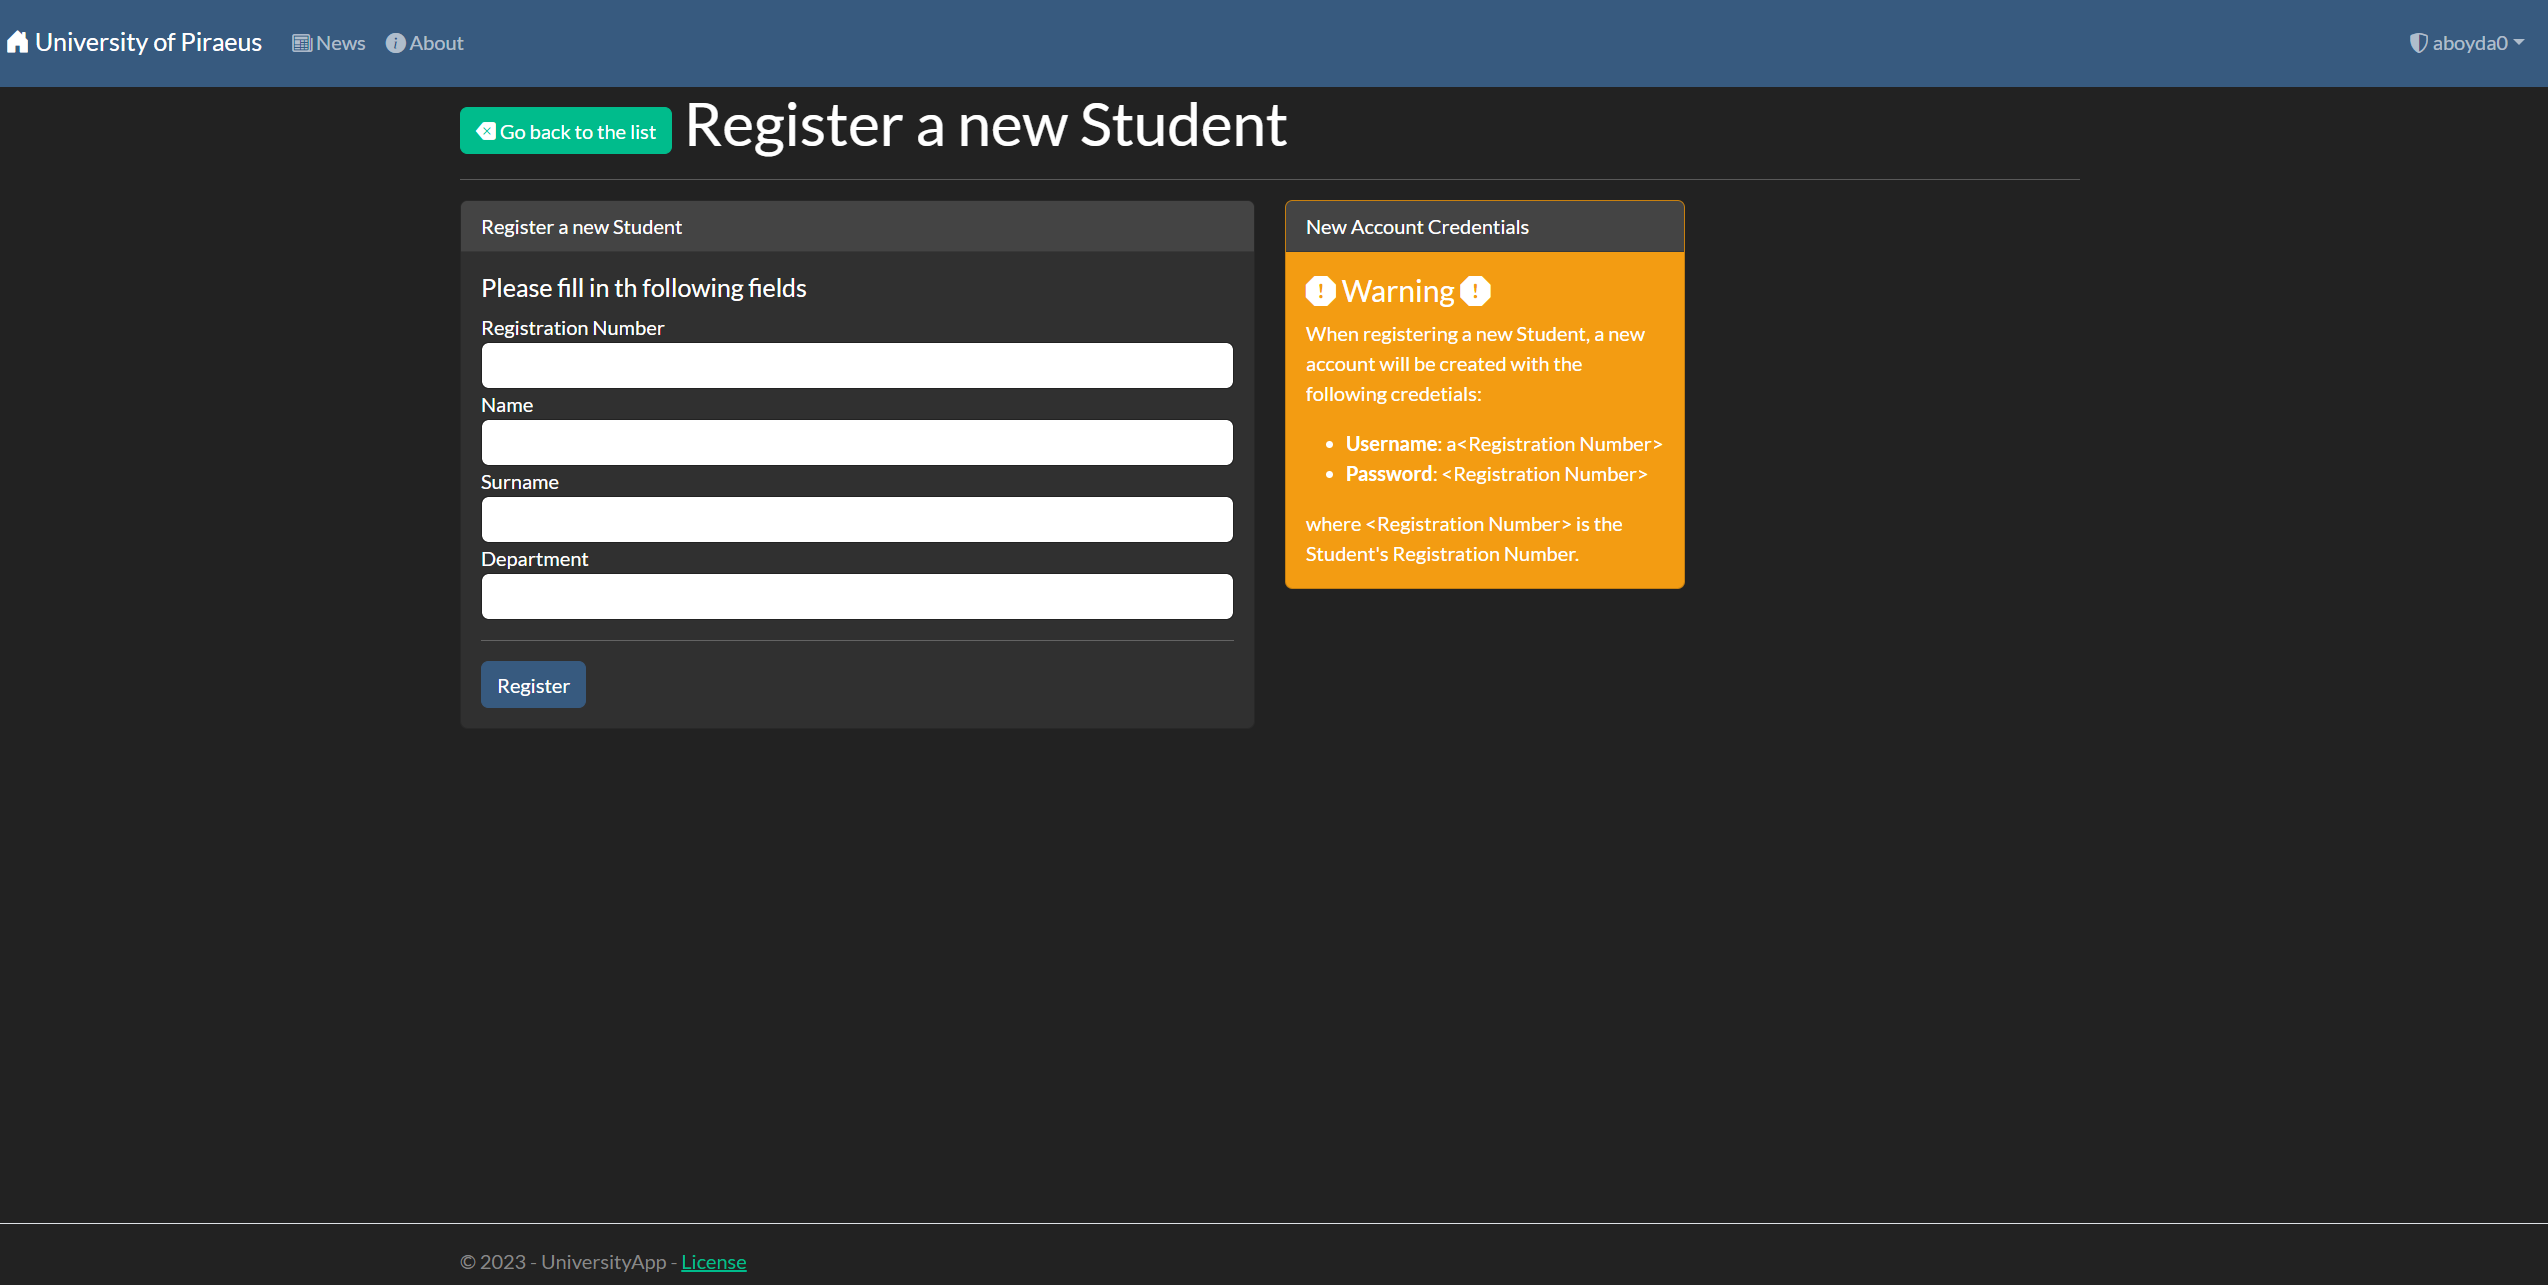 University of Piraeus News About aboyda0
Go back to the list Register a new Student
Register a new Student
Please fill in th following fields
Registration Number
Name
Surname
Department
Register
New Account Credentials
! Warning !
When registering a new Student, a new
account will be created with the
following credetials:
• Username: a<Registration Number>
• Password: <Registration Number>
where <Registration Number> is the
Student's Registration Number.
© 2023 - UniversityApp - License